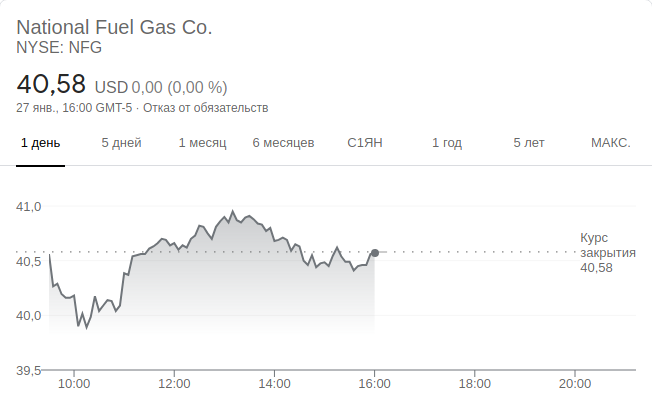 National Fuel Gas Co.
NYSE: NFG
40,58 USD 0,00 (0,00 %)
27 янв., 16:00 GMT-5 · Отказ от обязательств
1 день 5 дней 1 месяц 6 месяцев С1ЯН 1 год 5 лет МАКС.
41,0
Курс
закрытия
40,58
40,5
40,0
39,5
10:00 12:00 14:00 16:00 18:00 20:00